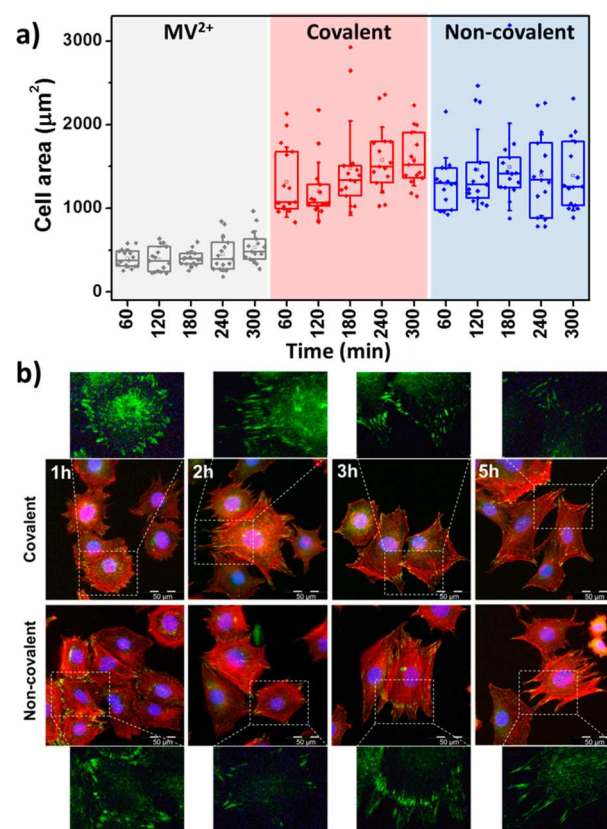 a)
MV²⁺ Covalent Non-covalent
Cell area (μm²)
3000
2000
1000
0
60 120 180 240 300 60 120 180 240 300 60 120 180 240 300
Time (min)
b)
Covalent
1h 2h 3h 5h
50 μm 50 μm 50 μm 50 μm
Non-covalent
50 μm 50 μm 50 μm 50 μm